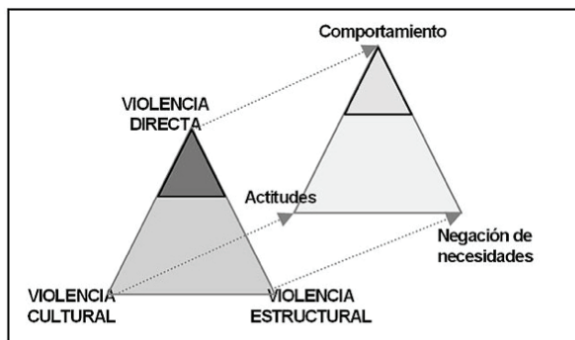 Comportamiento
VIOLENCIA
DIRECTA
Actitudes
Negación de
necesidades
VIOLENCIA
CULTURAL
VIOLENCIA
ESTRUCTURAL